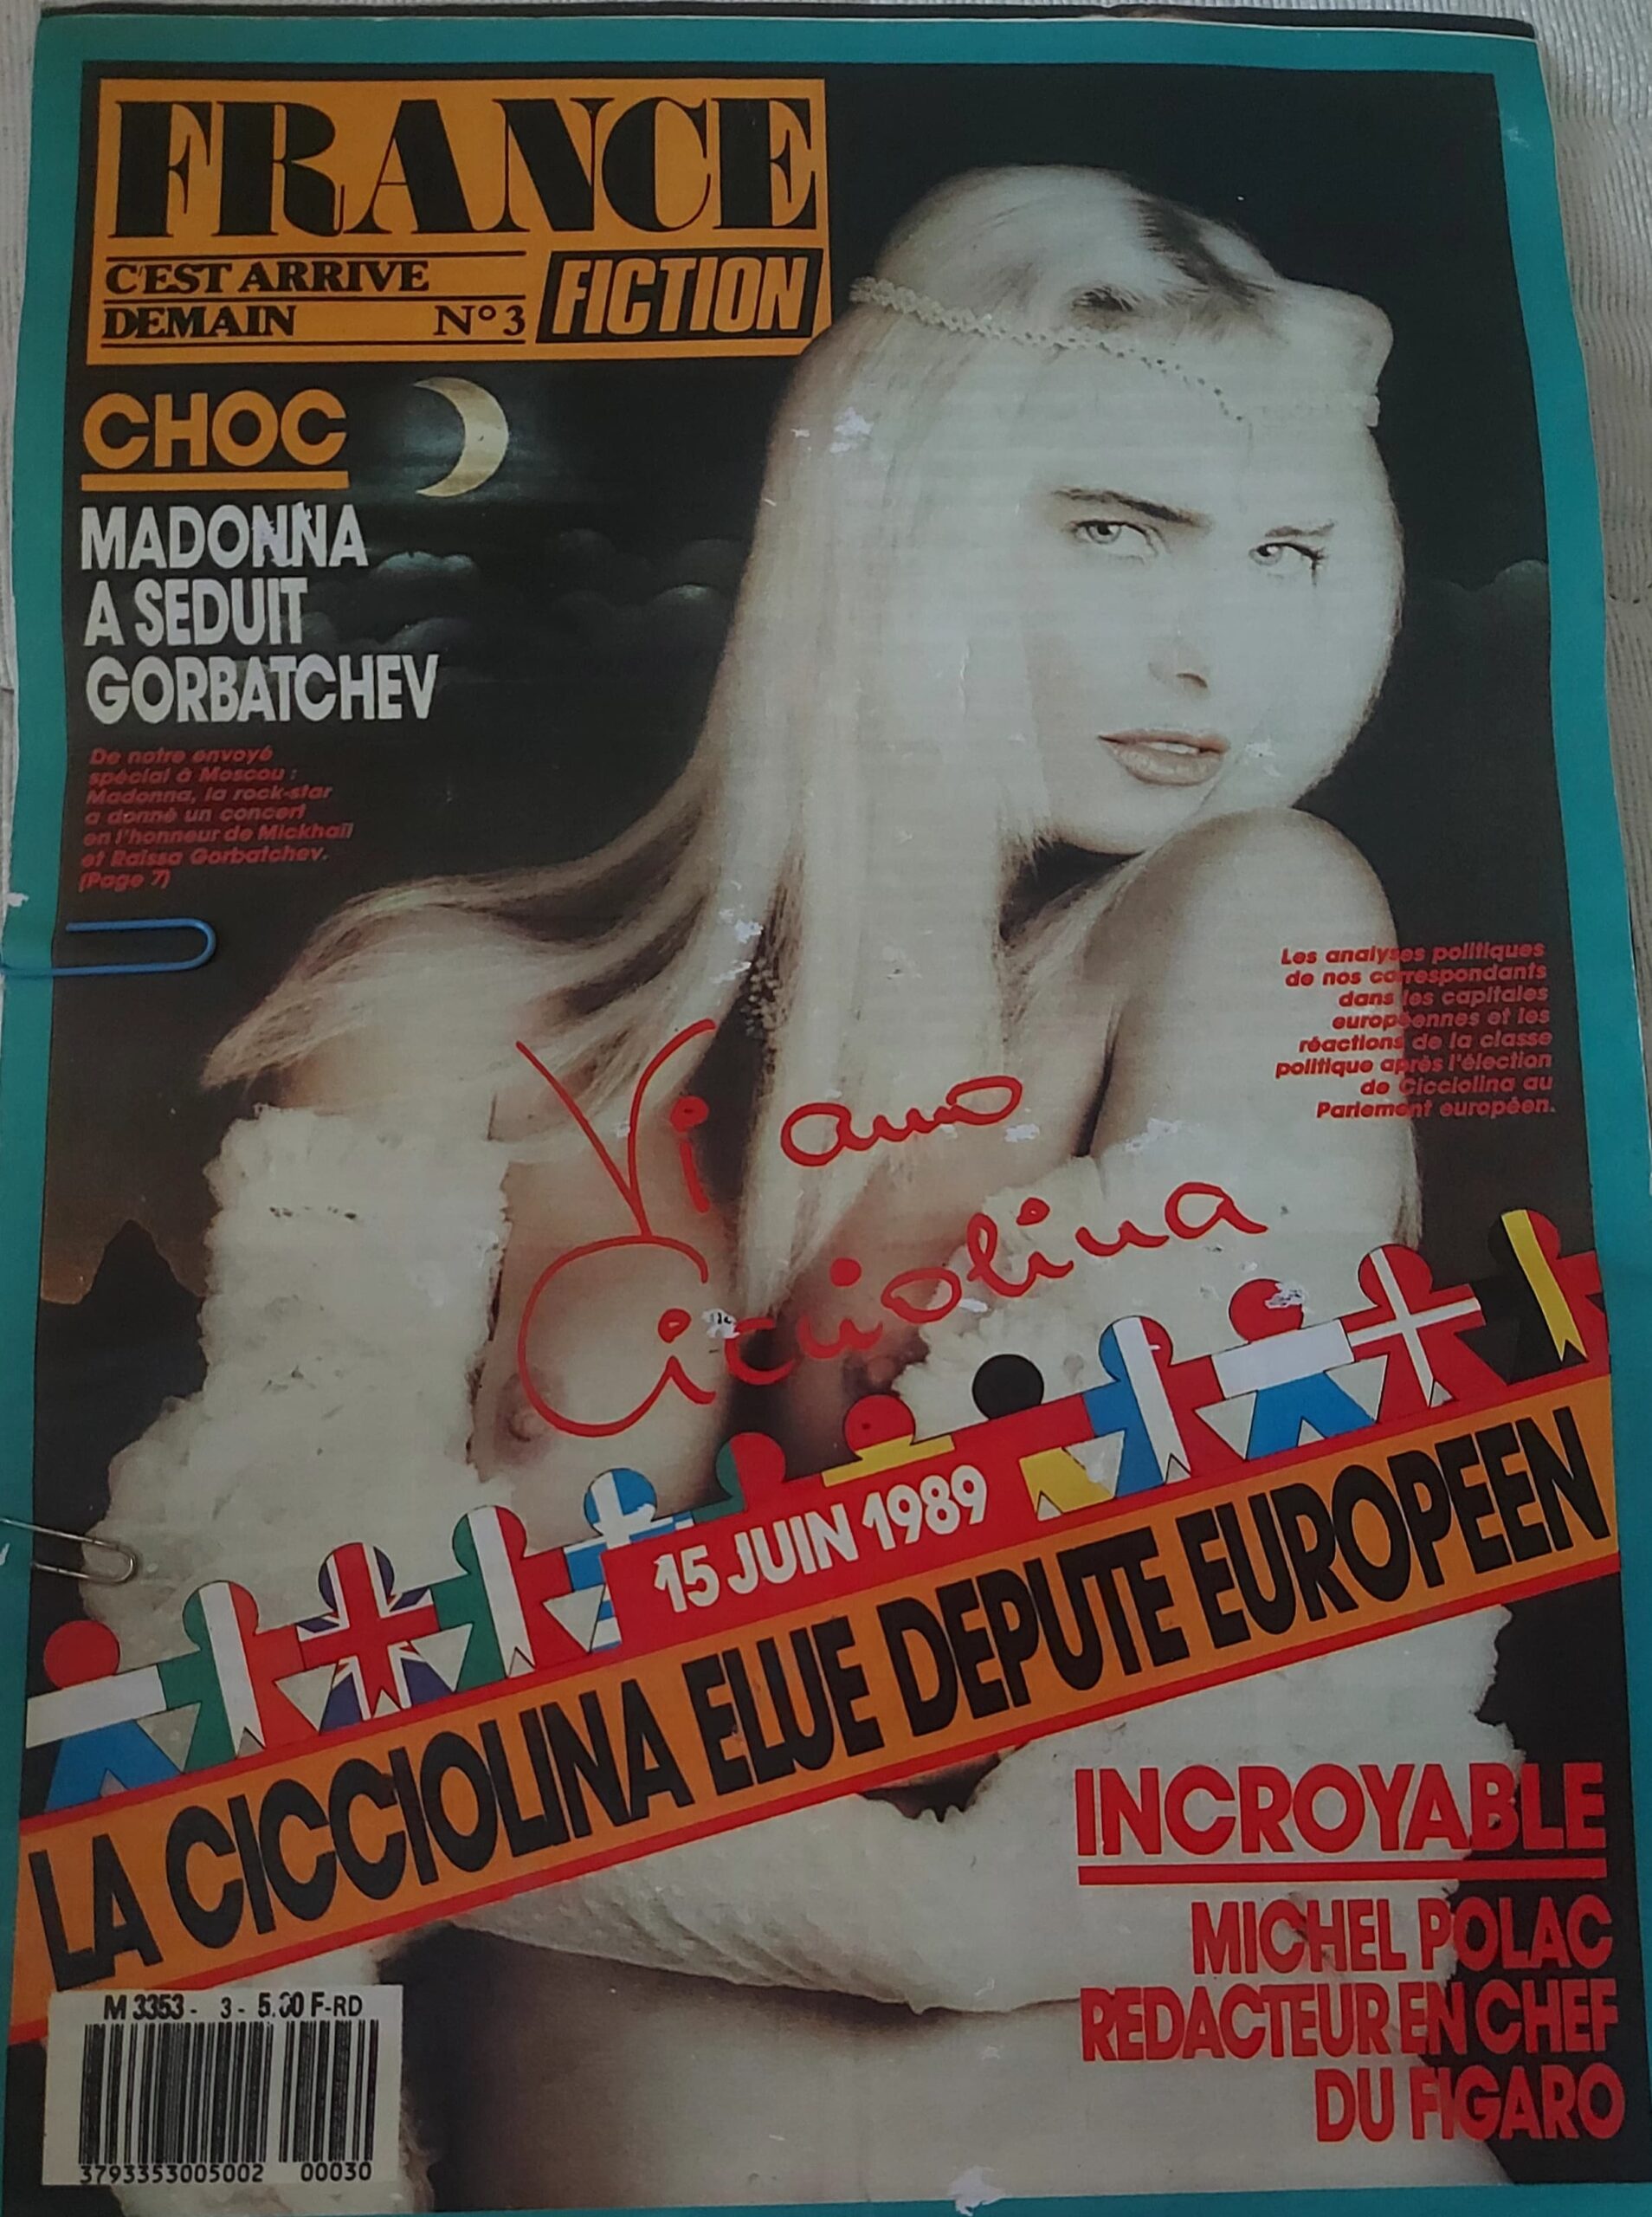 FRANCE
C'EST ARRIVE
DEMAIN N° 3
FICTION
CHOC
MADONNA
A SEDUIT
GORBATCHEV
De notre envoyé
spécial à Moscou :
Madonna, la rock-star
a donné un concert
en l'honneur de Mickhaïl
et Raïssa Gorbatchev.
(Page 7)
Les analyses politiques
de nos correspondants
dans les capitales
européennes et les
réactions de la classe
politique après l'élection
de Cicciolina au
Parlement européen.
Vi amo
Cicciolina
15 JUIN 1989
LA CICCIOLINA ELUE DEPUTE EUROPEEN
INCROYABLE
MICHEL POLAC
REDACTEUR EN CHEF
DU FIGARO
M 3353 - 3 - 5.00 F-RD
3793353005002 00030